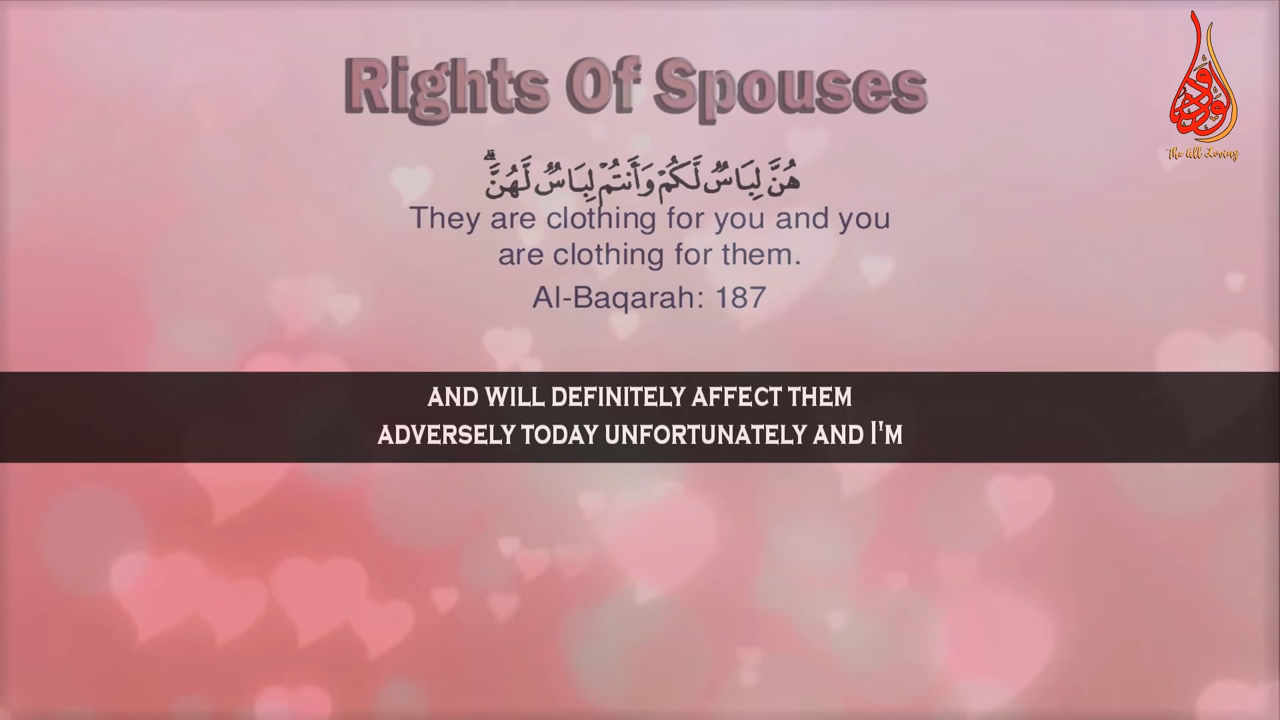 Rights Of Spouses
هُنَّ لِبَاسٌ لَّكُمْ وَأَنتُمْ لِبَاسٌ لَّهُنَّ ۗ
They are clothing for you and you
are clothing for them.
Al-Baqarah: 187
AND WILL DEFINITELY AFFECT THEM
ADVERSELY TODAY UNFORTUNATELY AND I'M
الودود
The All Loving